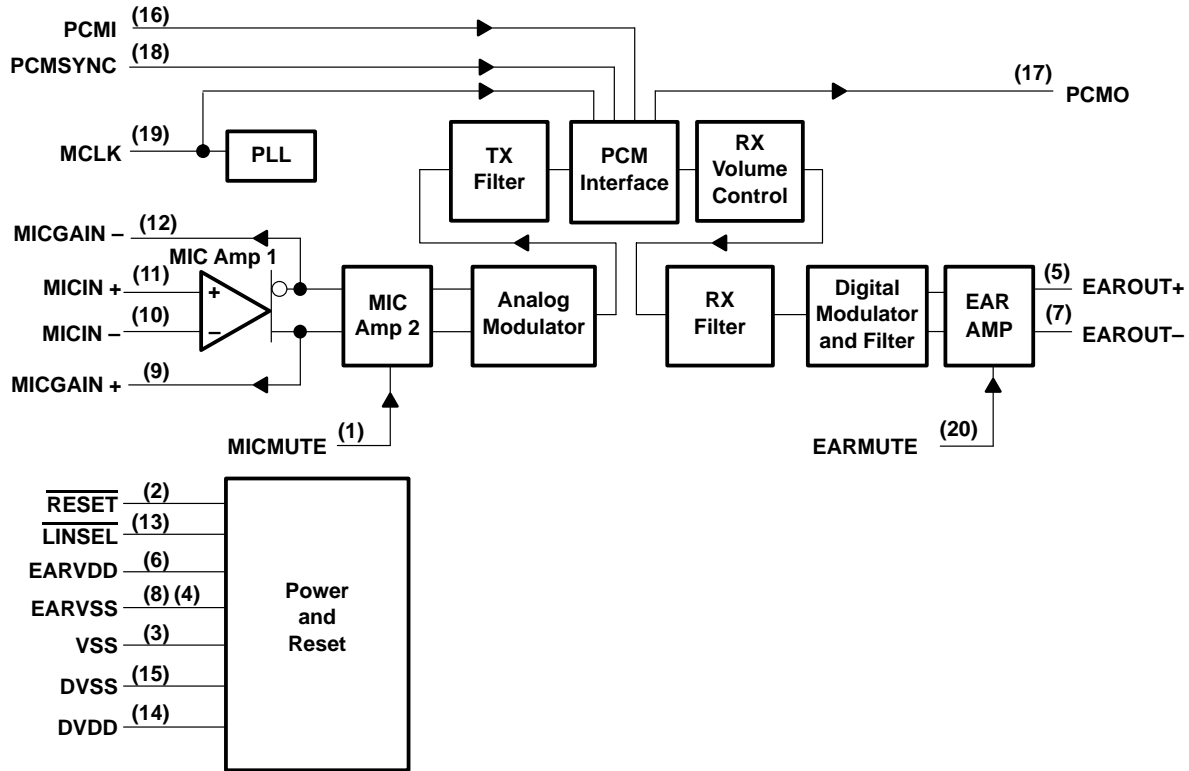 PCMI
(16)
PCMSYNC
(18)
(17)
PCMO
MCLK
(19)
PLL
TX
Filter
PCM
Interface
RX
Volume
Control
MICGAIN –
(12)
MIC Amp 1
MICIN +
(11)
+
MICIN –
(10)
–
MICGAIN +
(9)
MIC
Amp 2
Analog
Modulator
RX
Filter
Digital
Modulator
and Filter
EAR
AMP
(5)
EAROUT+
(7)
EAROUT–
MICMUTE
(1)
EARMUTE
(20)
RESET
(2)
LINSEL
(13)
EARVDD
(6)
EARVSS
(8) (4)
VSS
(3)
DVSS
(15)
DVDD
(14)
Power
and
Reset